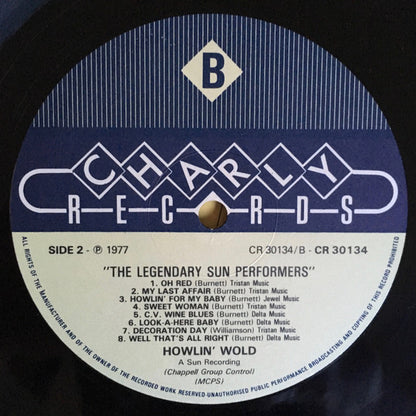 B
CHARLY
RECORDS
SIDE 2 - ℗ 1977
CR 30134/B - CR 30134
"THE LEGENDARY SUN PERFORMERS"
1. OH RED (Burnett) Tristan Music
2. MY LAST AFFAIR (Burnett) Tristan Music
3. HOWLIN' FOR MY BABY (Burnett) Jewel Music
4. SWEET WOMAN (Burnett) Tristan Music
5. C.V. WINE BLUES (Burnett) Delta Music
6. LOOK-A-HERE BABY (Burnett) Delta Music
7. DECORATION DAY (Williamson) Tristan Music
8. WELL THAT'S ALL RIGHT (Burnett) Delta Music
HOWLIN' WOLD
A Sun Recording
(Chappell Group Control)
(MCPS)
ALL RIGHTS OF THE MANUFACTURER AND OF THE OWNER OF THE RECORDED WORK RESERVED-UNAUTHORISED PUBLIC PERFORMANCE BROADCASTING AND COPYING OF THIS RECORD PROHIBITED